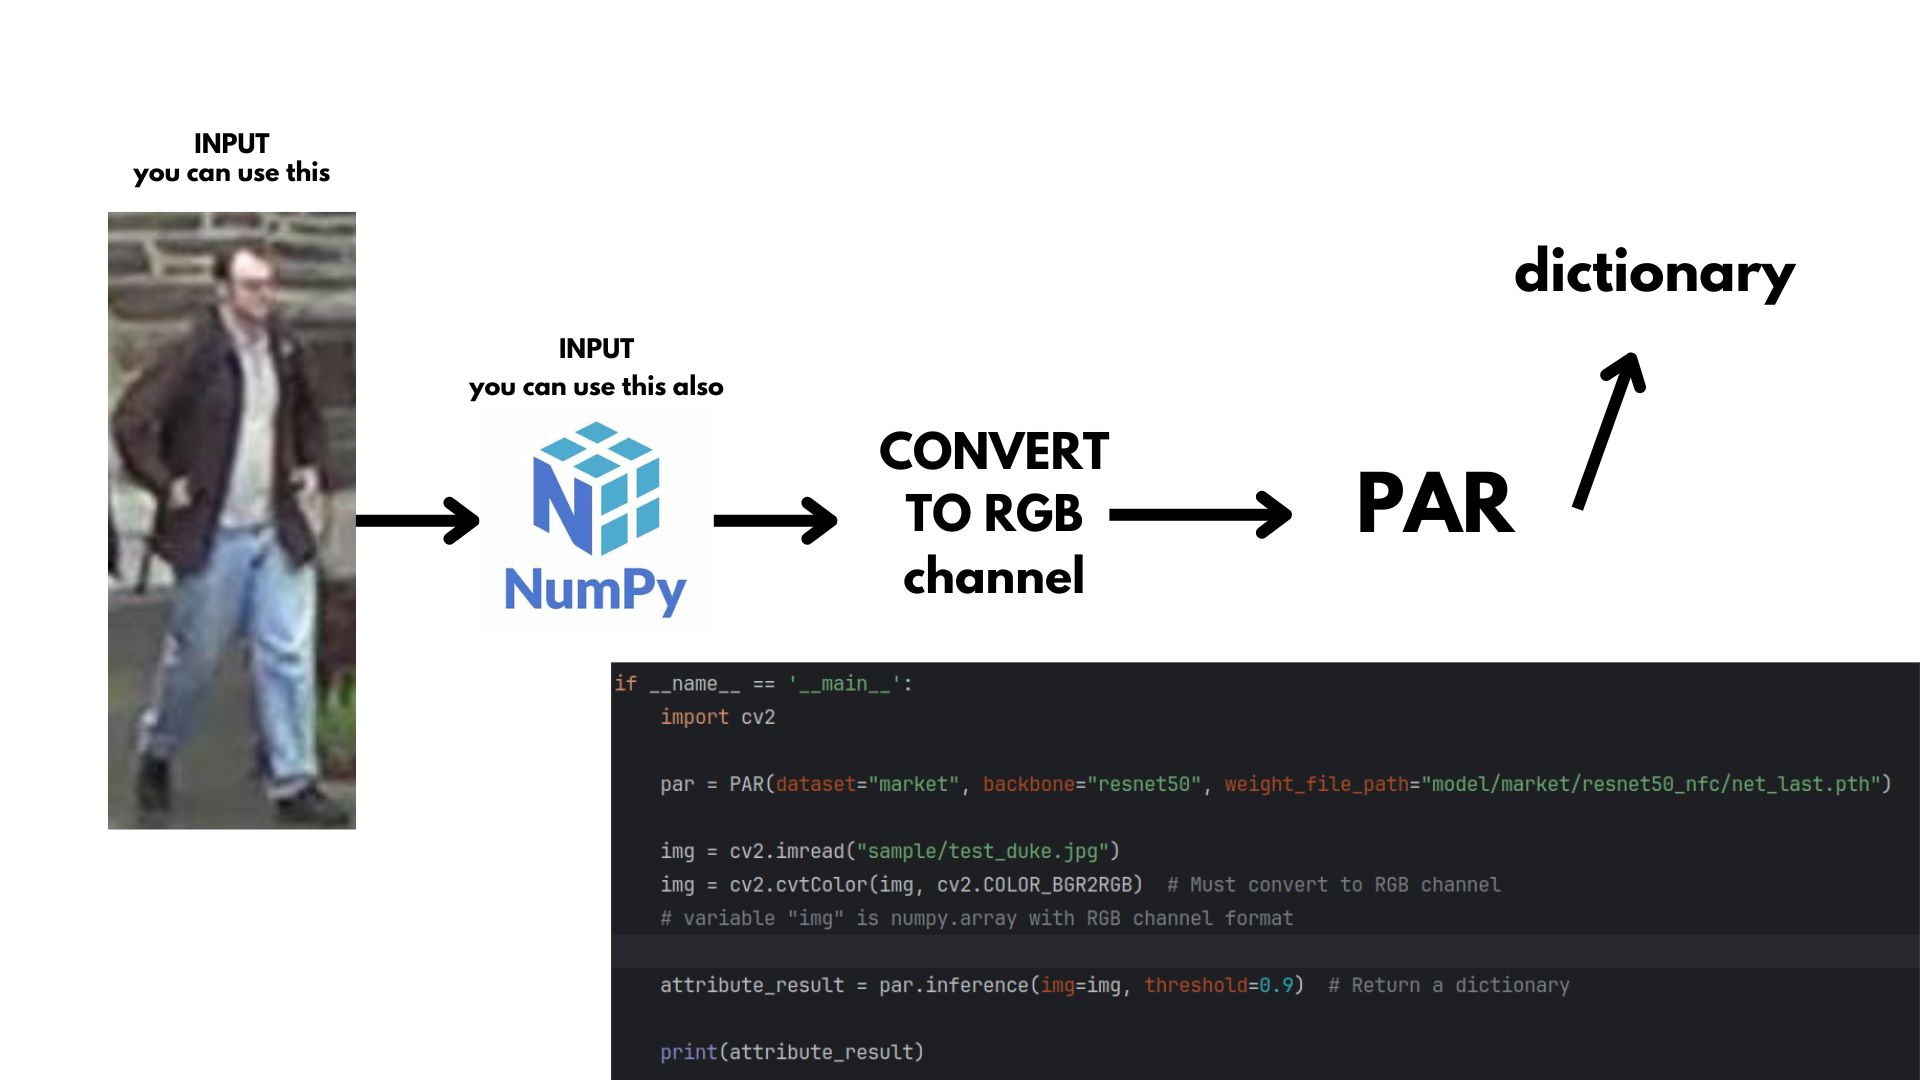 INPUT
you can use this
INPUT
you can use this also
NumPy
CONVERT
TO RGB
channel
PAR
dictionary
if __name__ == '__main__':
    import cv2
    par = PAR(dataset="market", backbone="resnet50", weight_file_path="model/market/resnet50_nfc/net_last.pth")
    img = cv2.imread("sample/test_duke.jpg")
    img = cv2.cvtColor(img, cv2.COLOR_BGR2RGB)  # Must convert to RGB channel
    # variable "img" is numpy.array with RGB channel format
    attribute_result = par.inference(img=img, threshold=0.9)  # Return a dictionary
    print(attribute_result)